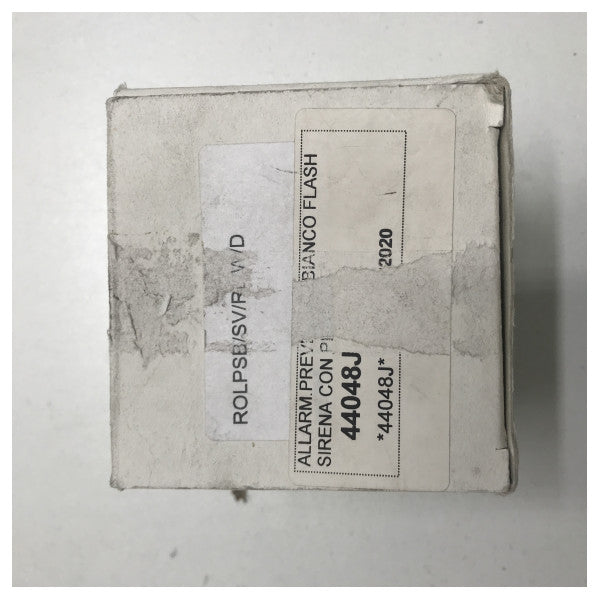 ROLPSB/SV/R W/D
ALLARM.PREV BIANCO FLASH
SIRENA CON
44048J 2020
*44048J*